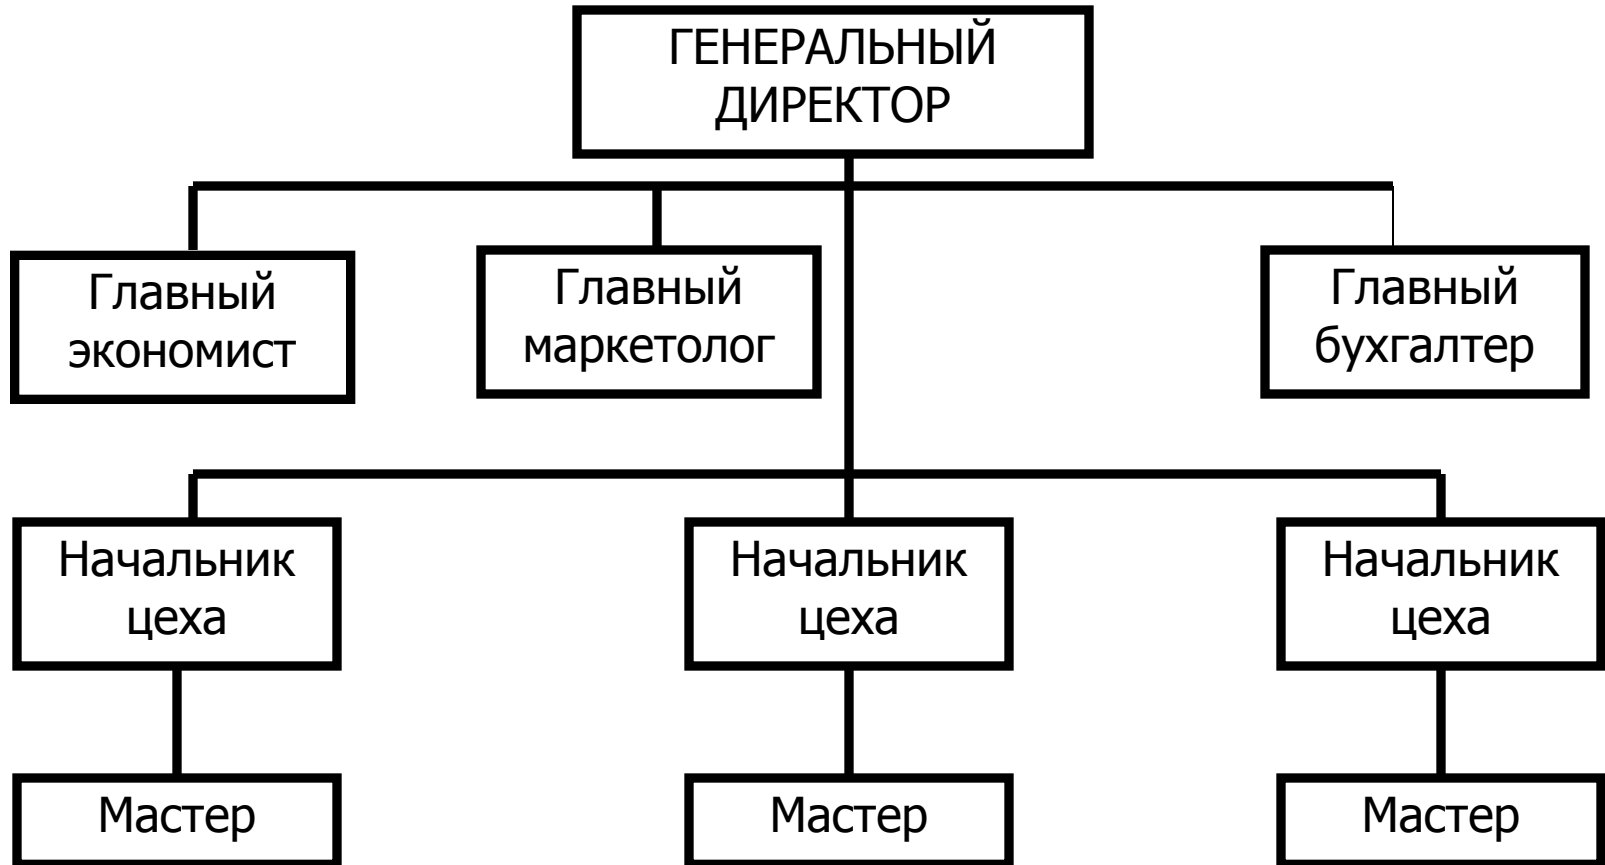 ГЕНЕРАЛЬНЫЙ
ДИРЕКТОР
Главный
экономист
Главный
маркетолог
Главный
бухгалтер
Начальник
цеха
Начальник
цеха
Начальник
цеха
Мастер
Мастер
Мастер